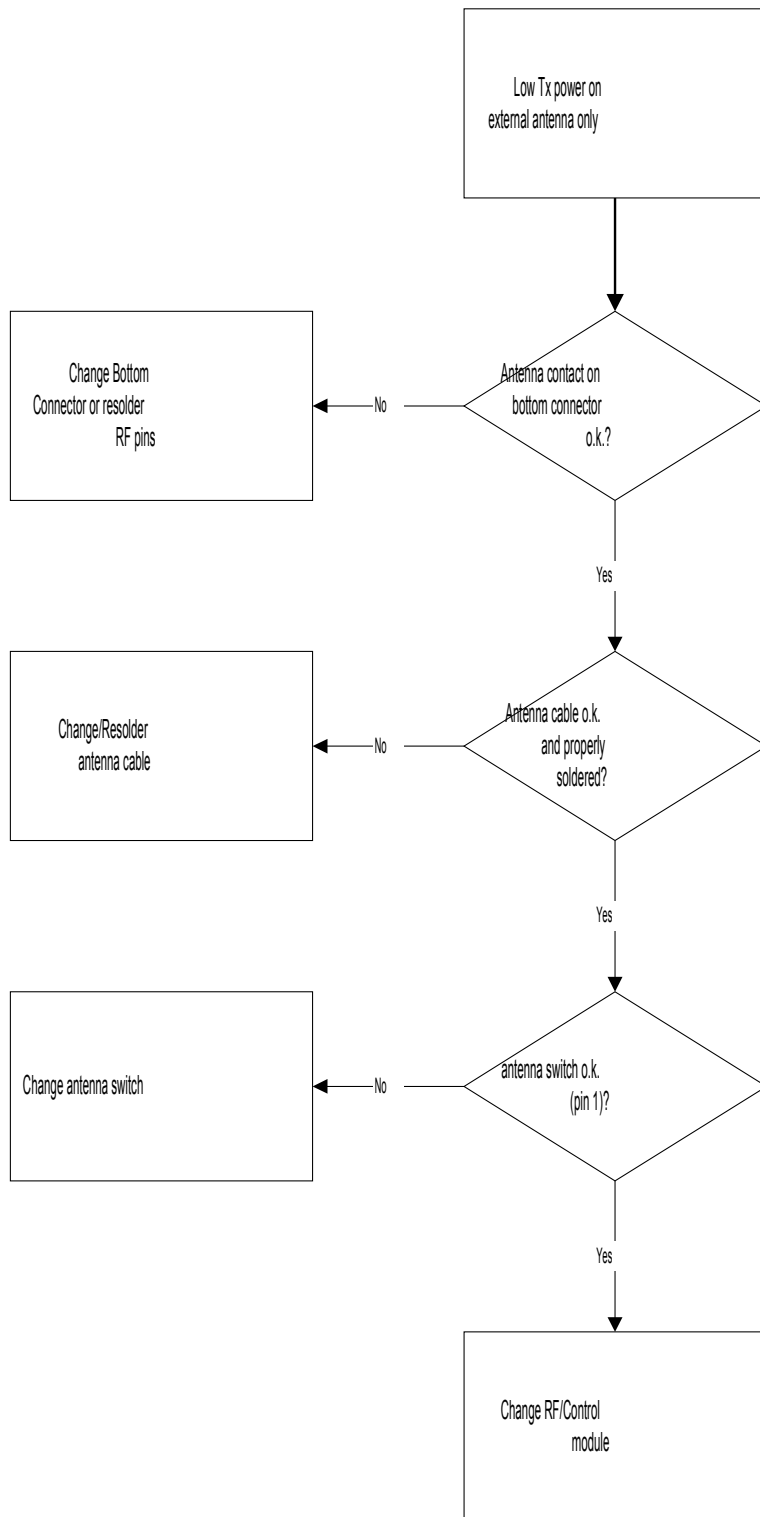 Low Tx power on
external antenna only
Change Bottom
Connector or resolder
RF pins
No
Antenna contact on
bottom connector
o.k.?
Yes
Change/Resolder
antenna cable
No
Antenna cable o.k.
and properly
soldered?
Yes
Change antenna switch
No
antenna switch o.k.
(pin 1)?
Yes
Change RF/Control
module